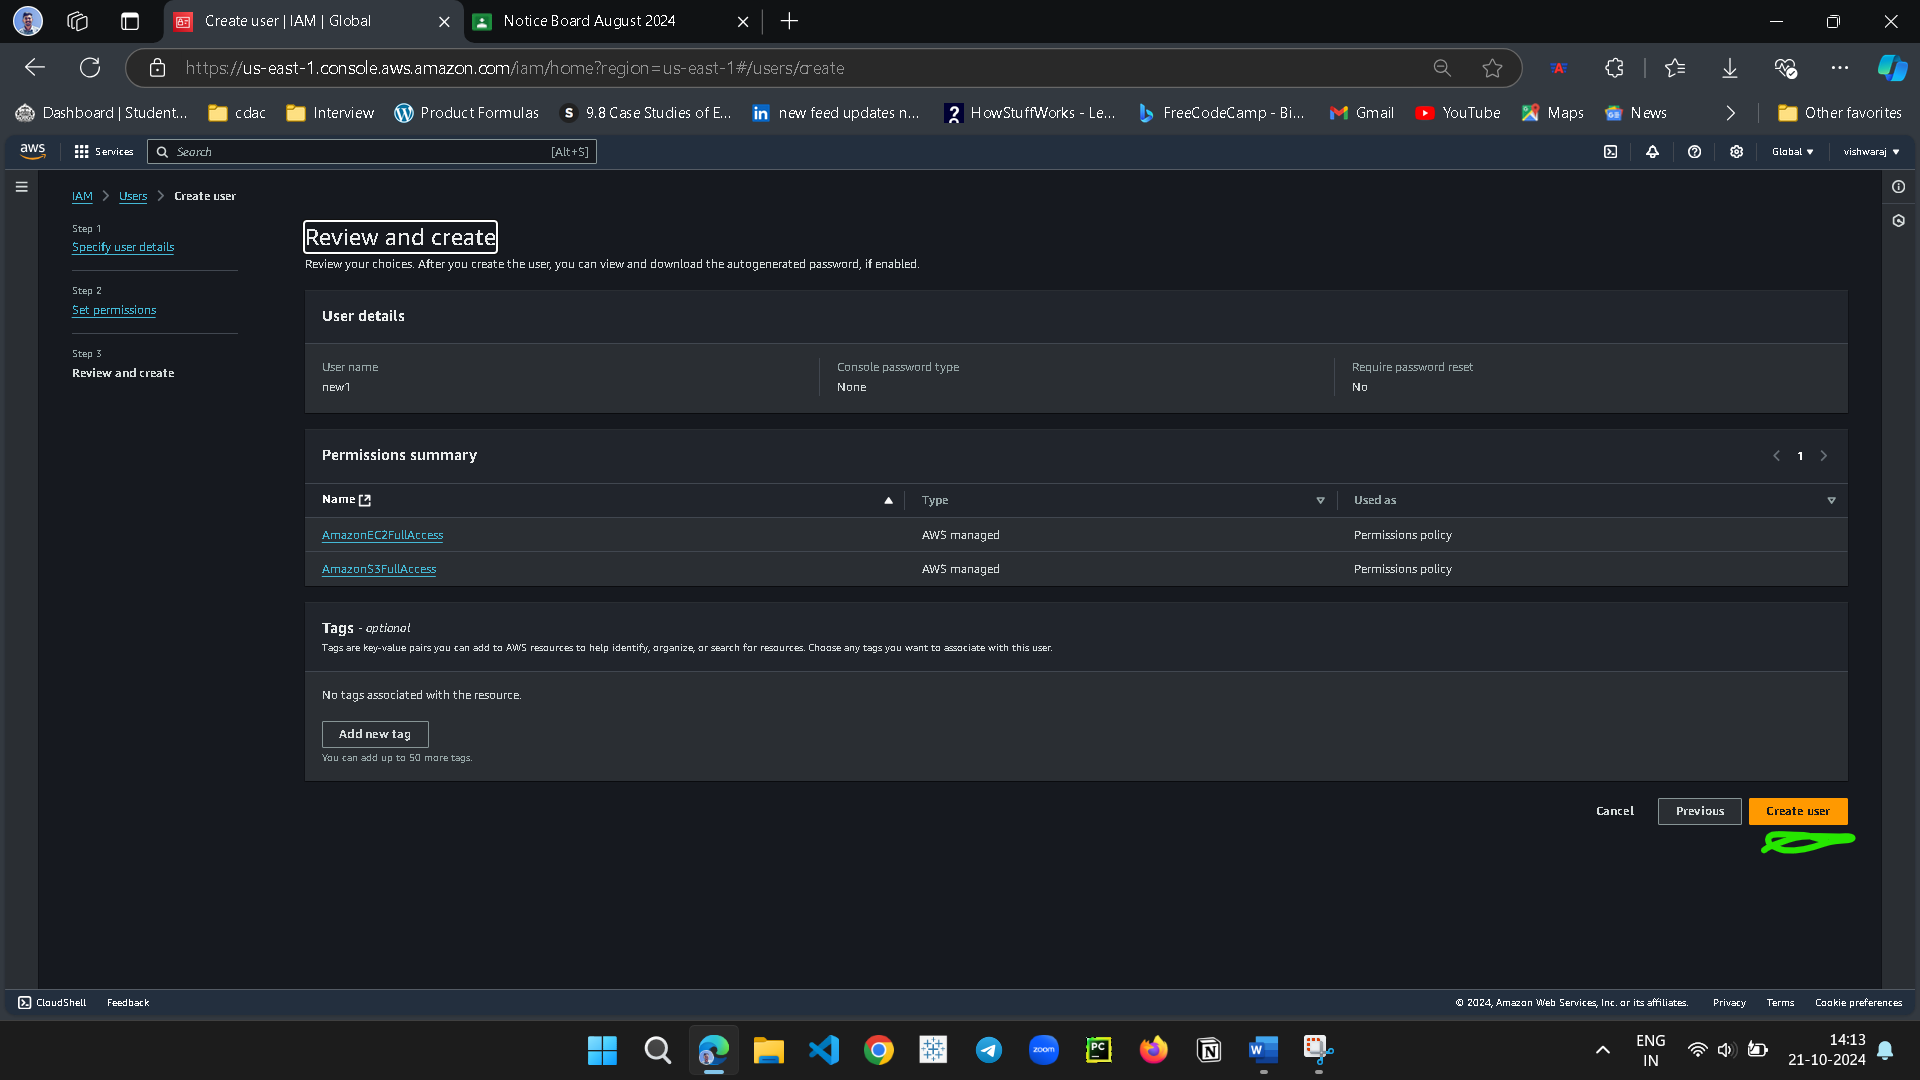 Create user | IAM | Global
Notice Board August 2024
https://us-east-1.console.aws.amazon.com/iam/home?region=us-east-1#/users/create
Dashboard | Student...
cdac
Interview
Product Formulas
9.8 Case Studies of E...
new feed updates n...
HowStuffWorks - Le...
FreeCodeCamp - Bi...
Gmail
YouTube
Maps
News
Other favorites
aws
Services
Search
[Alt+S]
Global
vishwaraj
IAM
Users
Create user
Step 1
Specify user details
Step 2
Set permissions
Step 3
Review and create
Review and create
Review your choices. After you create the user, you can view and download the autogenerated password, if enabled.
User details
User name
new1
Console password type
None
Require password reset
No
Permissions summary
1
Name
Type
Used as
AmazonEC2FullAccess
AWS managed
Permissions policy
AmazonS3FullAccess
AWS managed
Permissions policy
Tags - optional
Tags are key-value pairs you can add to AWS resources to help identify, organize, or search for resources. Choose any tags you want to associate with this user.
No tags associated with the resource.
Add new tag
You can add up to 50 more tags.
Cancel
Previous
Create user
CloudShell
Feedback
© 2024, Amazon Web Services, Inc. or its affiliates.
Privacy
Terms
Cookie preferences
zoom
PC
ENG
IN
14:13
21-10-2024